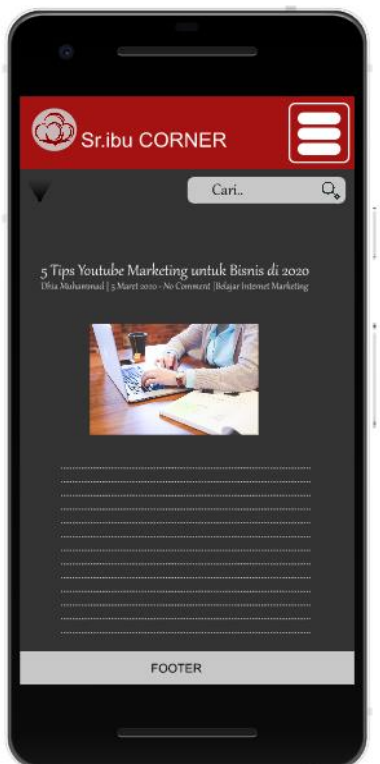 Sr.ibu CORNER
Cari..
5 Tips Youtube Marketing untuk Bisnis di 2020
Dhia Muhammad | 5 Maret 2020 - No Comment |Belajar Internet Marketing
FOOTER